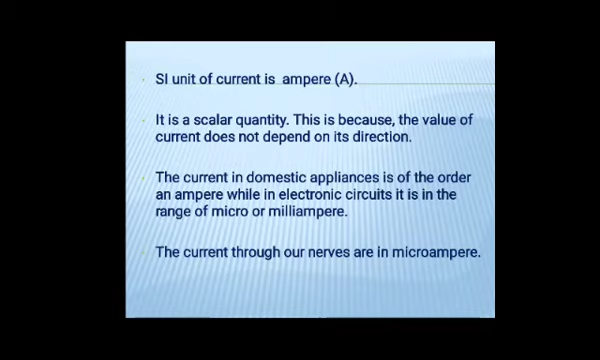 SI unit of current is ampere (A).
It is a scalar quantity. This is because, the value of
current does not depend on its direction.
The current in domestic appliances is of the order
an ampere while in electronic circuits it is in the
range of micro or milliampere.
The current through our nerves are in microampere.